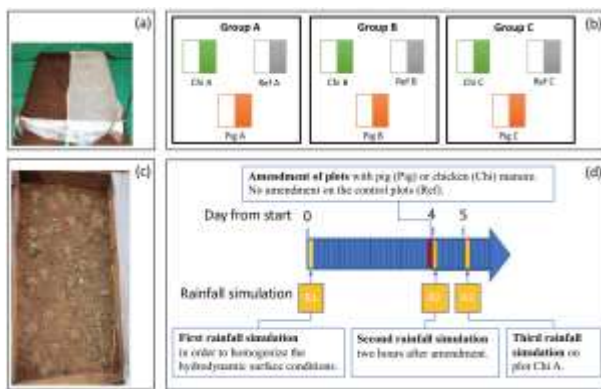 (a)
(b)
Group A
Group B
Group C
Chi A
Ref A
Chi B
Ref B
Chi C
Ref C
Pig A
Pig B
Pig C
(c)
(d)
Amendment of plots with pig (Pig) or chicken (Chi) manure.
No amendment on the control plots (Ref).
Day from start
0
4
5
Rainfall simulation
First rainfall simulation
in order to homogenize the
hydrodynamic surface conditions.
Second rainfall simulation
two hours after amendment.
Third rainfall
simulation on
plot Chi A.